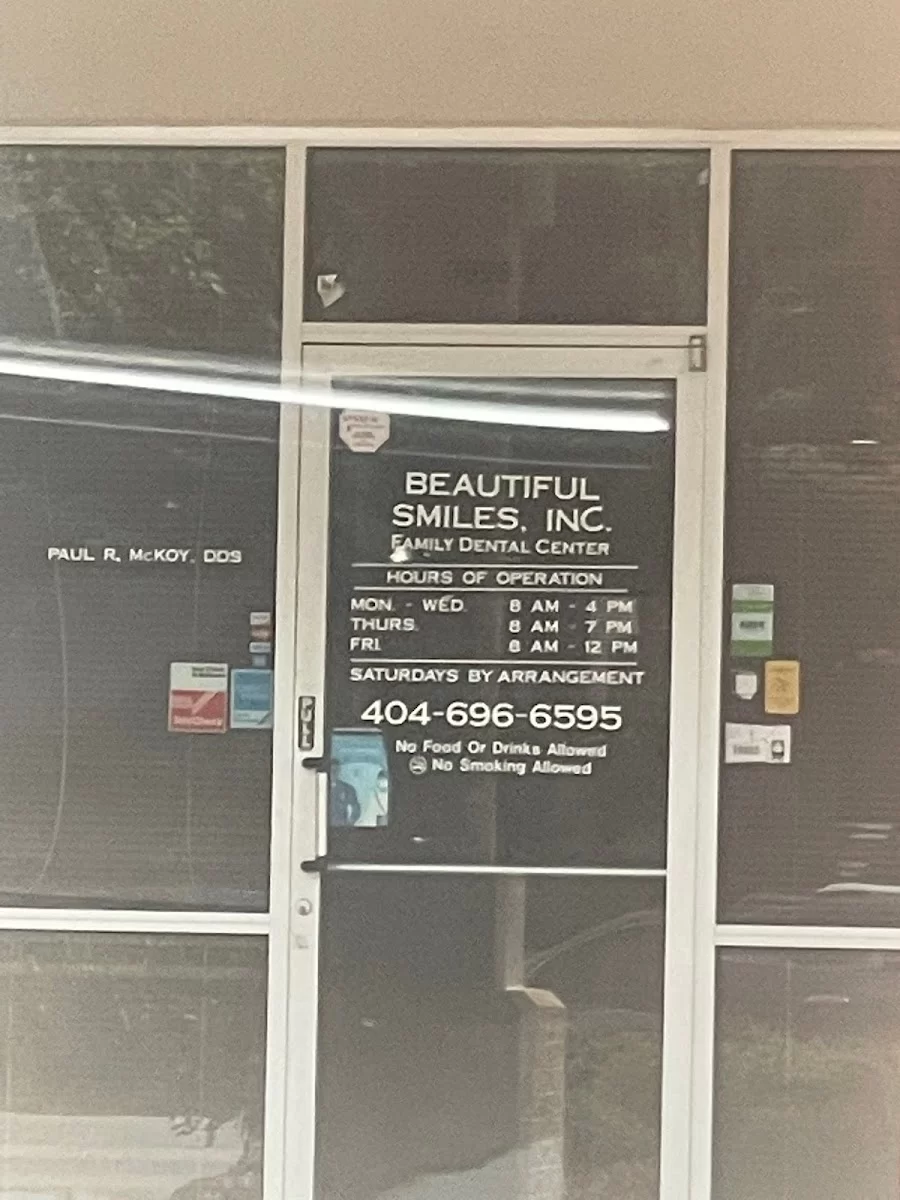 BEAUTIFUL
SMILES, INC.
FAMILY DENTAL CENTER
HOURS OF OPERATION
MON. - WED. 8 AM - 4 PM
THURS. 8 AM - 7 PM
FRI. 8 AM - 12 PM
SATURDAYS BY ARRANGEMENT
404-696-6595
No Food Or Drinks Allowed
No Smoking Allowed
PAUL R. McKOY, DDS
PULL